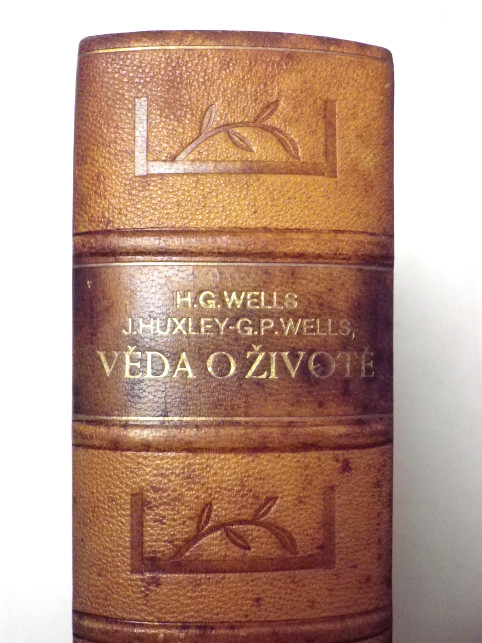 H.G.WELLS
J.HUXLEY-G.P.WELLS,
VĚDA O ŽIVOTĚ